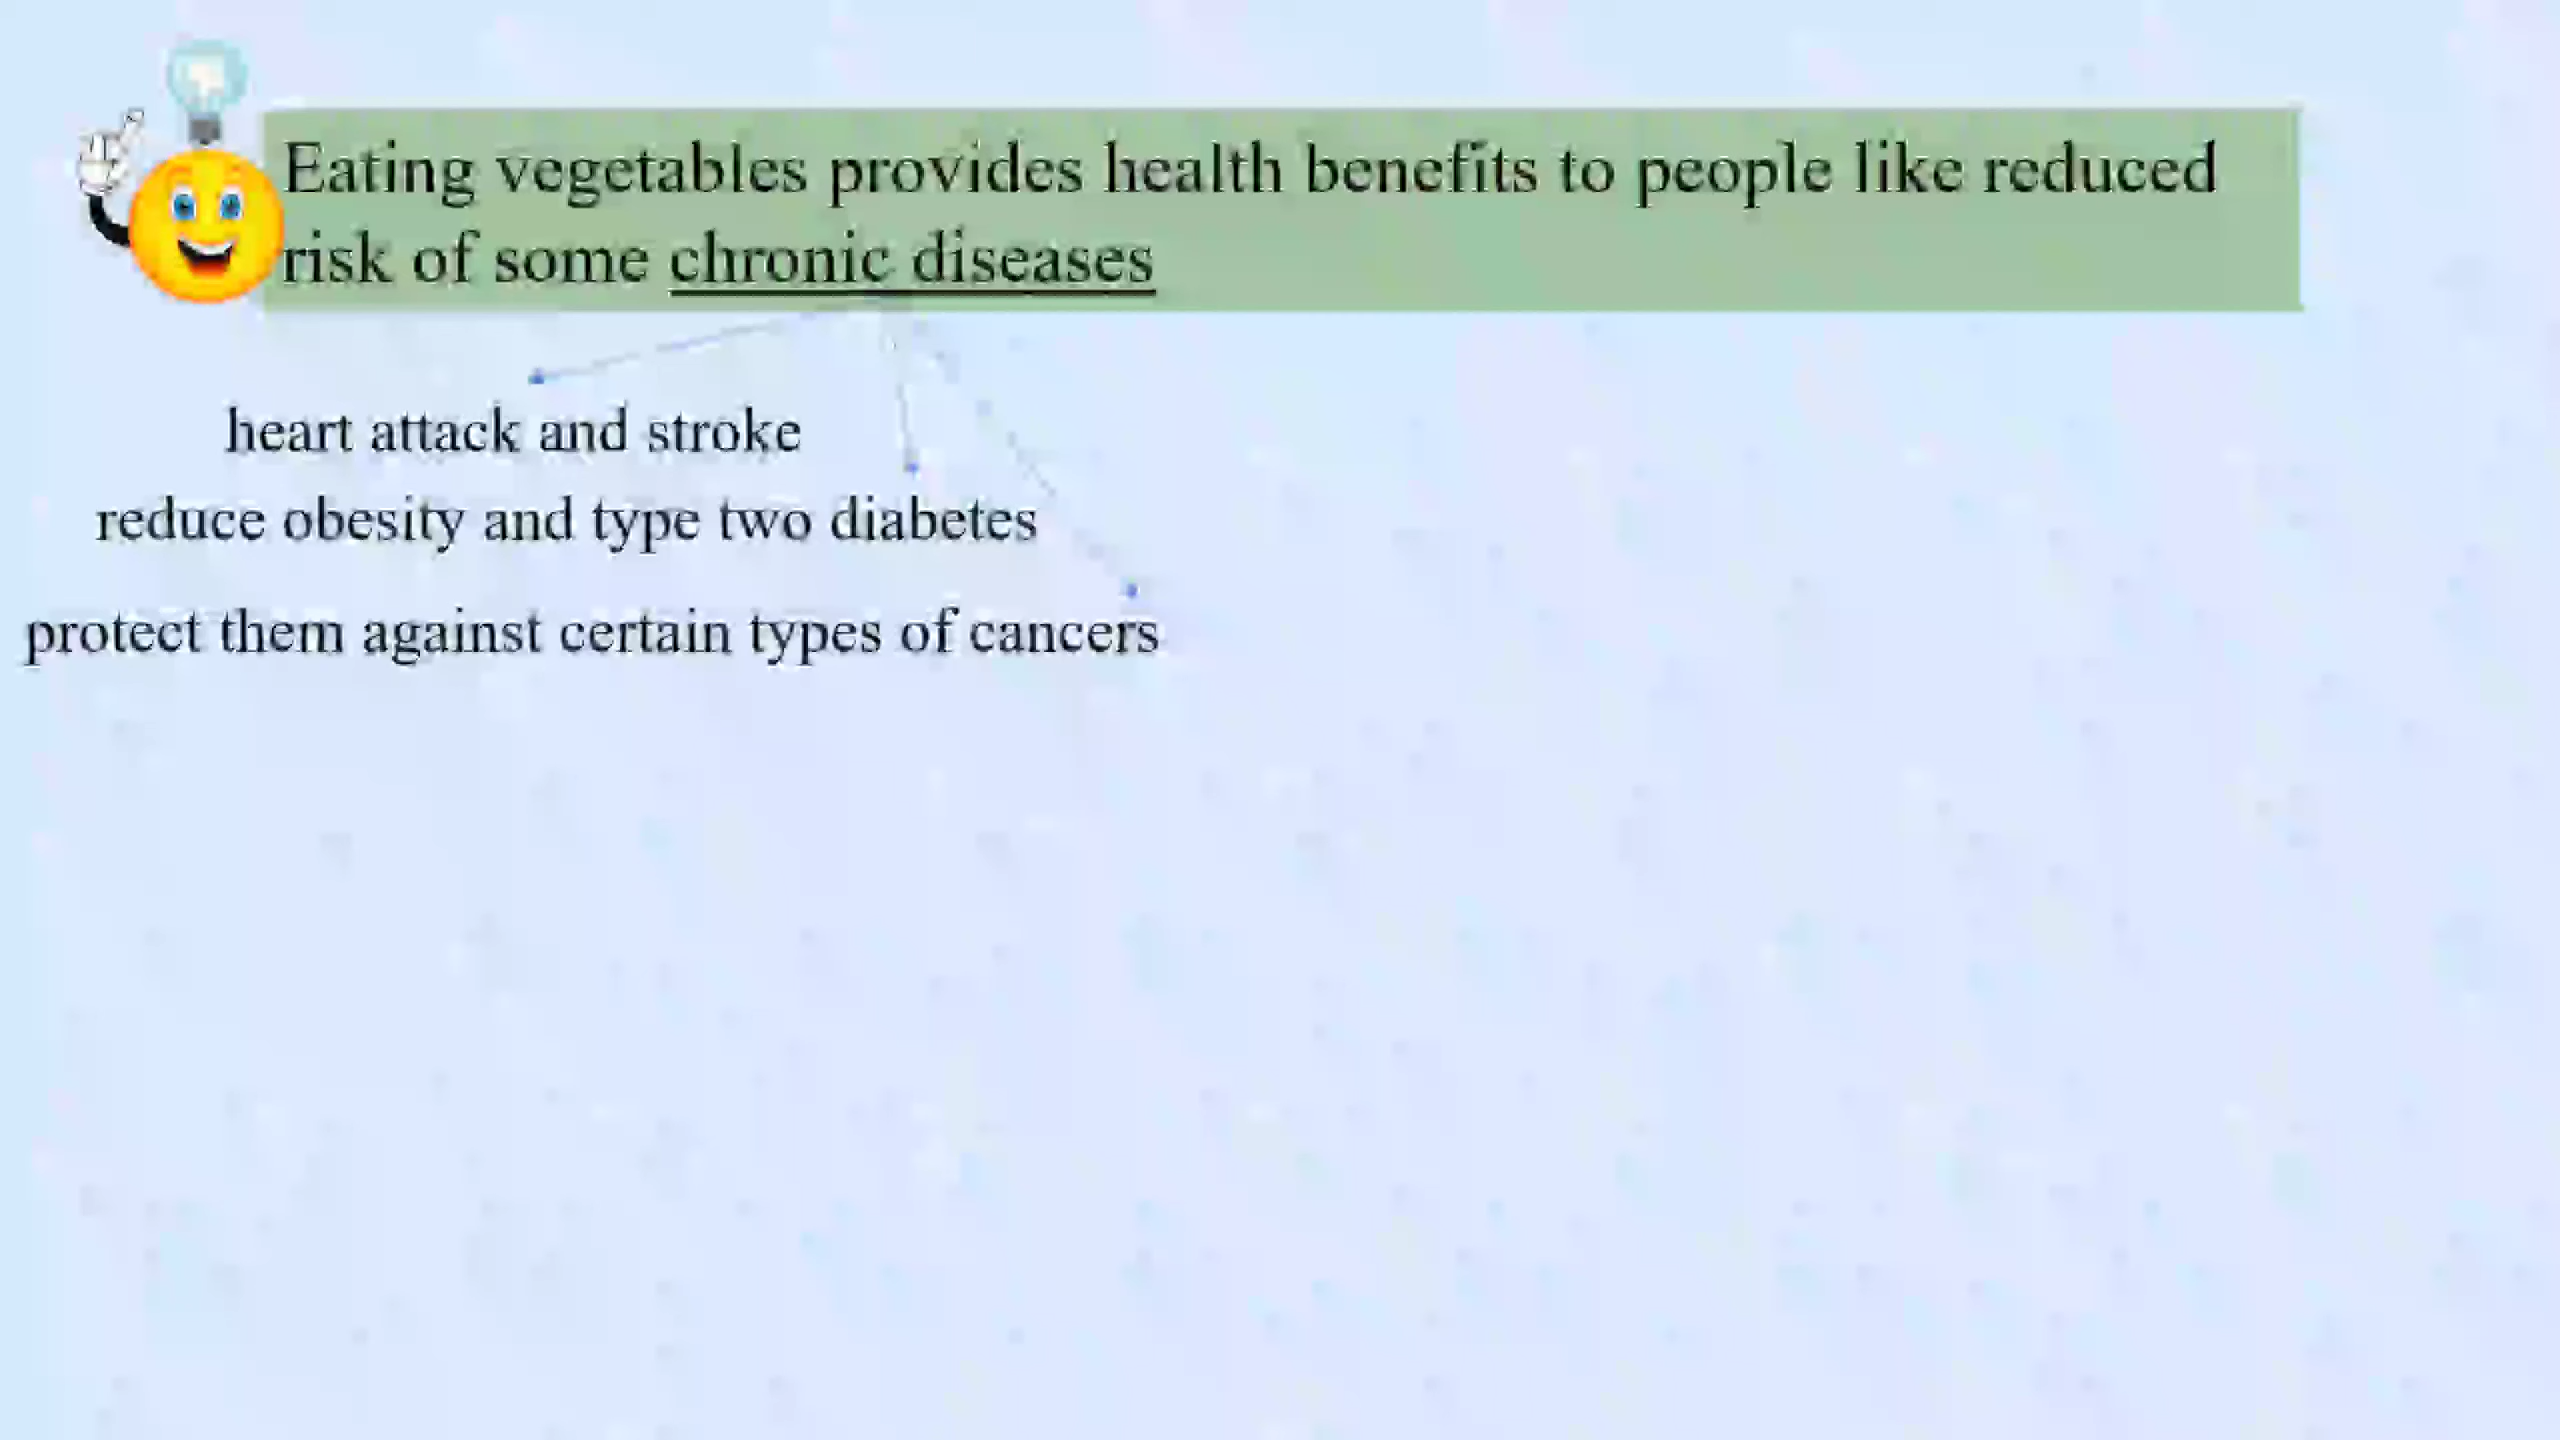 Eating vegetables provides health benefits to people like reduced
risk of some chronic diseases
heart attack and stroke
reduce obesity and type two diabetes
protect them against certain types of cancers